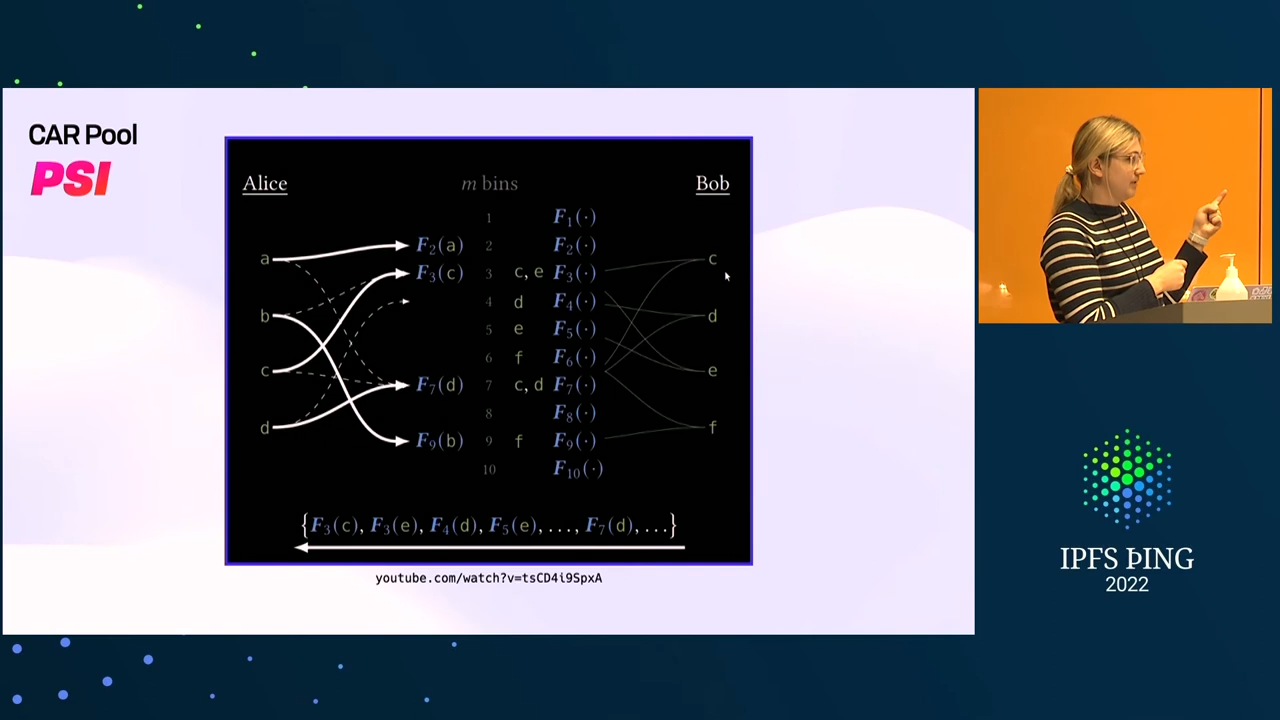 CAR Pool
PSI
Alice m bins Bob
1 F₁(·)
F₂(a) 2 F₂(·)
a c
F₃(c) 3 c, e F₃(·)
4 d F₄(·)
b d
5 e F₅(·)
6 f F₆(·)
c e
F₇(d) 7 c, d F₇(·)
8 F₈(·)
d f
F₉(b) 9 f F₉(·)
10 F₁₀(·)
{F₃(c), F₃(e), F₄(d), F₅(e), ..., F₇(d), ...}
youtube.com/watch?v=tsCD4i9SpxA
IPFS ÞING
2022